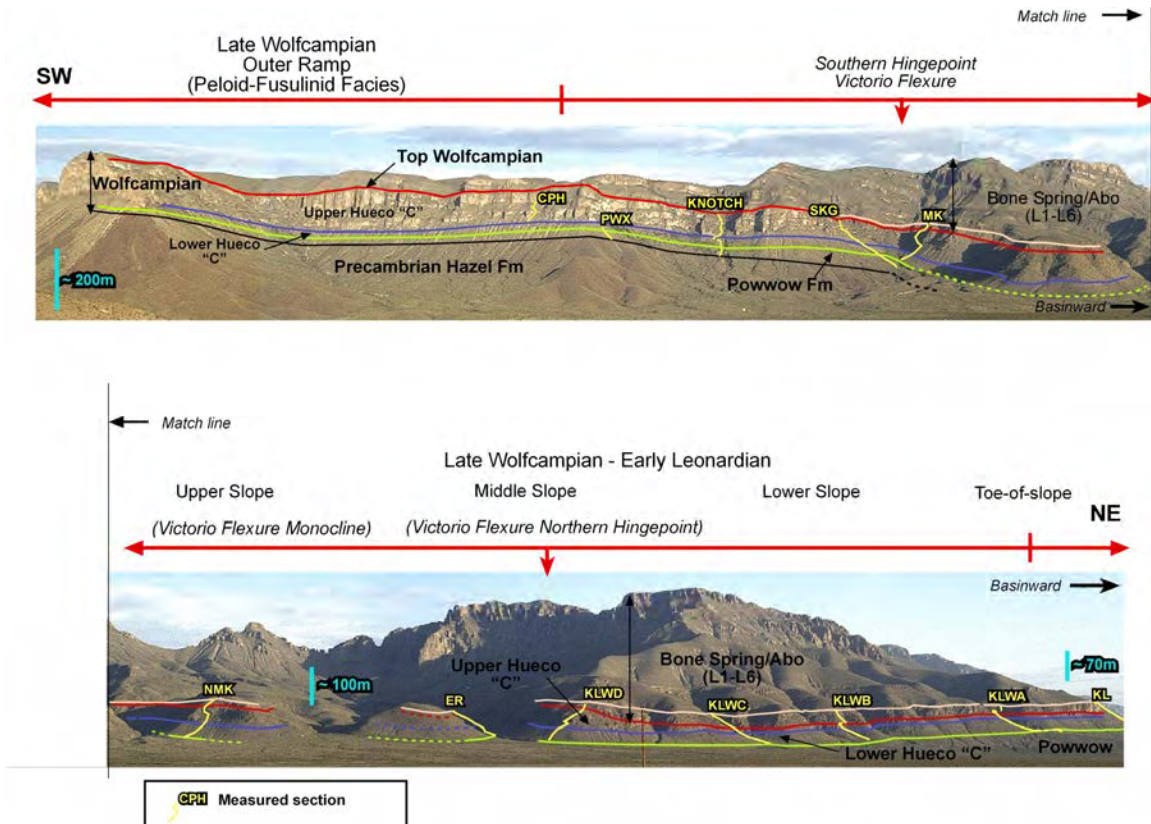 Match line
Late Wolfcampian
Outer Ramp
(Peloid-Fusulinid Facies)
SW
Southern Hingepoint
Victorio Flexure
Top Wolfcampian
Wolfcampian
CPH
Upper Hueco "C"
KNOTCH
PWX
SKG
MK
Bone Spring/Abo
(L1-L6)
Lower Hueco
"C"
Precambrian Hazel Fm
Powwow Fm
~ 200m
Basinward
Match line
Late Wolfcampian - Early Leonardian
Upper Slope
Middle Slope
Lower Slope
Toe-of-slope
(Victorio Flexure Monocline)
(Victorio Flexure Northern Hingepoint)
NE
Basinward
Upper Hueco
"C"
Bone Spring/Abo
(L1-L6)
~ 100m
~ 70m
NMK
ER
KLWD
KLWC
KLWB
KLWA
KL
Lower Hueco "C"
Powwow
CPH Measured section